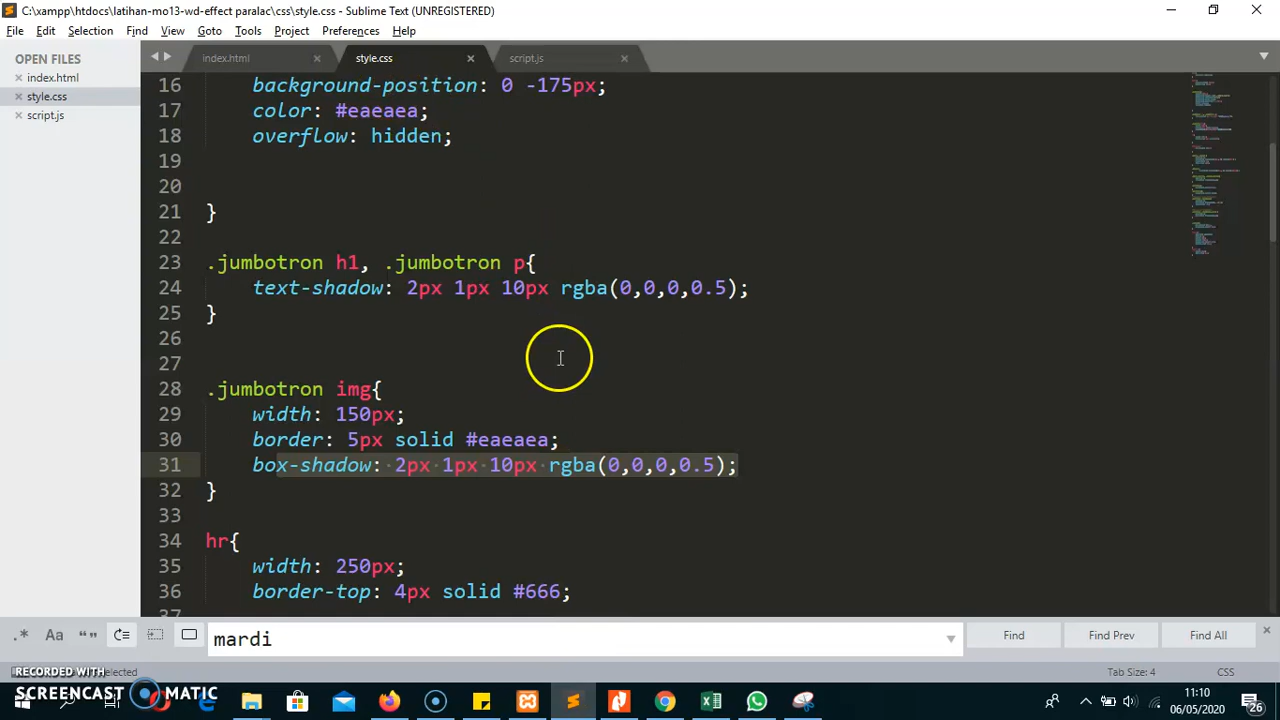 C:\xampp\htdocs\latihan-mo13-wd-effect paralac\css\style.css - Sublime Text (UNREGISTERED)
File Edit Selection Find View Goto Tools Project Preferences Help
OPEN FILES
index.html
style.css
script.js
index.html style.css script.js
16 background-position: 0 -175px;
17 color: #eaeaea;
18 overflow: hidden;
19
20
21 }
22
23 .jumbotron h1, .jumbotron p{
24 text-shadow: 2px 1px 10px rgba(0,0,0,0.5);
25 }
26
27
28 .jumbotron img{
29 width: 150px;
30 border: 5px solid #eaeaea;
31 box-shadow: 2px 1px 10px rgba(0,0,0,0.5);
32 }
33
34 hr{
35 width: 250px;
36 border-top: 4px solid #666;
37
mardi
Find Find Prev Find All
Tab Size: 4 CSS
RECORDED WITH
SCREENCAST MATIC
11:10
06/05/2020
26